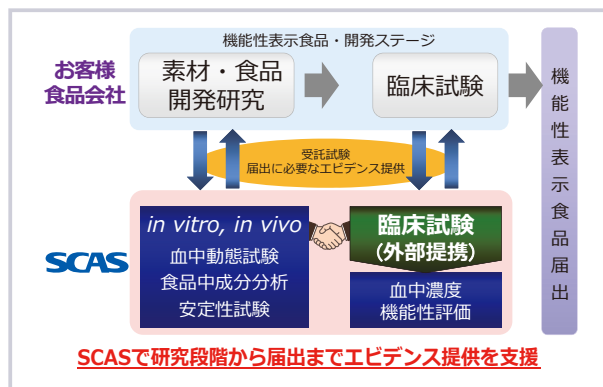 機能性表示食品・開発ステージ
お客様
食品会社
素材・食品
開発研究
臨床試験
機能性表示食品届出
受託試験
届出に必要なエビデンス提供
SCAS
in vitro, in vivo
血中動態試験
食品中成分分析
安定性試験
臨床試験
(外部提携)
血中濃度
機能性評価
SCASで研究段階から届出までエビデンス提供を支援